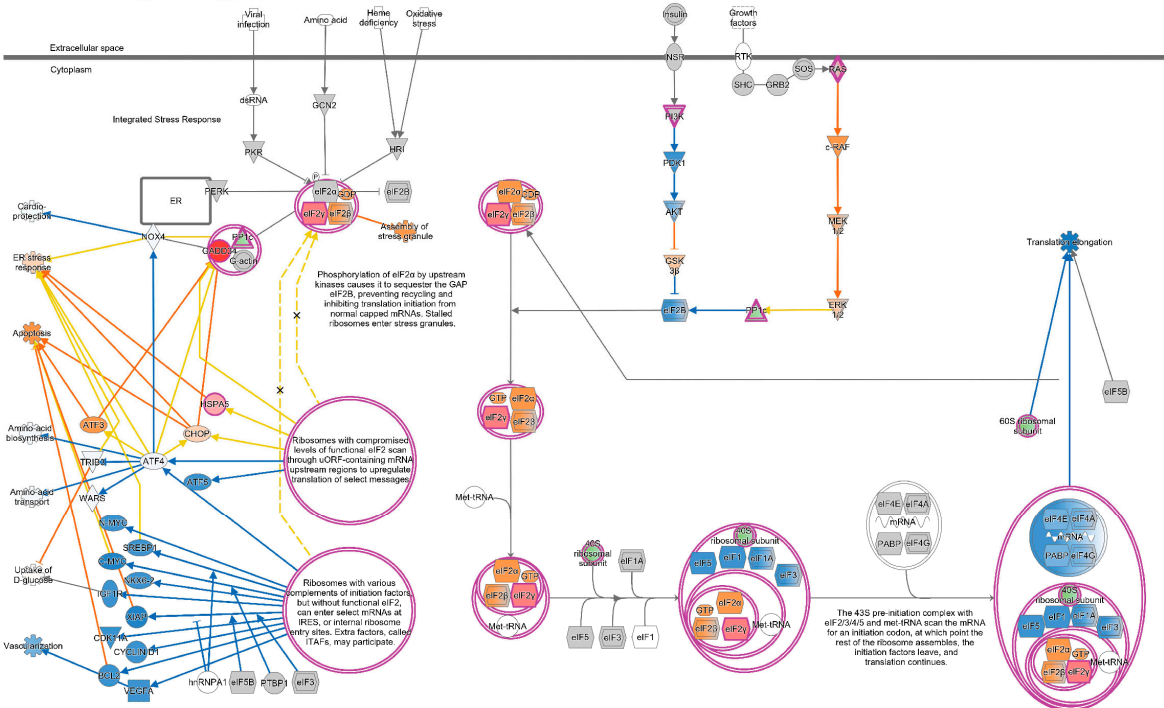 Viral
infection
Amino acid
Heme
deficiency
Oxidative
stress
Insulin
Growth
factors
Extracellular space
Cytoplasm
INSR
RTK
SHC
GRB2
SOS
RAS
dsRNA
GCN2
Integrated Stress Response
PKR
HRI
PI3K
c-RAF
PDK1
PERK
ER
P
eIF2α
GDP
eIF2γ
eIF2β
eIF2B
Assembly of
stress granule
eIF2α
GDP
eIF2γ
eIF2β
AKT
MEK
1/2
Cardio-
protection
NOX4
PP1c
GADD34
G-actin
ER stress
response
GSK
3β
Translation elongation
Phosphorylation of eIF2α by upstream
kinases causes it to sequester the GAP
eIF2B, preventing recycling and
inhibiting translation initiation from
normal capped mRNAs. Stalled
ribosomes enter stress granules.
eIF2B
PP1c
ERK
1/2
Apoptosis
HSPA5
GTP
eIF2α
eIF2γ
eIF2β
eIF5B
ATF3
CHOP
Amino-acid
biosynthesis
TRIB3
ATF4
ATF5
Ribosomes with compromised
levels of functional eIF2 scan
through uORF-containing mRNA
upstream regions to upregulate
translation of select messages
60S ribosomal
subunit
Amino-acid
transport
WARS
Met-tRNA
eIF4E
eIF4A
mRNA
PABP
eIF4G
eIF4E
eIF4A
mRNA
PABP
eIF4G
N-MYC
SREBP1
c-MYC
NKX6-2
Uptake of
D-glucose
IGF1R
XIAP
CDK11A
CYCLIN D1
BCL2
VEGFA
Vascularization
Ribosomes with various
complements of initiation factors,
but without functional eIF2,
can enter select mRNAs at
IRES, or internal ribosome
entry sites. Extra factors, called
ITAFs, may participate.
hnRNPA1
eIF5B
PTBP1
eIF3
eIF2α
GTP
eIF2β
eIF2γ
Met-tRNA
40S
ribosomal
subunit
eIF1A
eIF5
eIF3
eIF1
40S
ribosomal subunit
eIF5
eIF1
eIF1A
eIF3
GTP
eIF2α
eIF2β
eIF2γ
Met-tRNA
The 43S pre-initiation complex with
eIF2/3/4/5 and met-tRNA scan the mRNA
for an initiation codon, at which point the
rest of the ribosome assembles, the
initiation factors leave, and
translation continues.
40S
ribosomal subunit
eIF5
eIF1
eIF1A
eIF3
eIF2α
GTP
eIF2β
eIF2γ
Met-tRNA